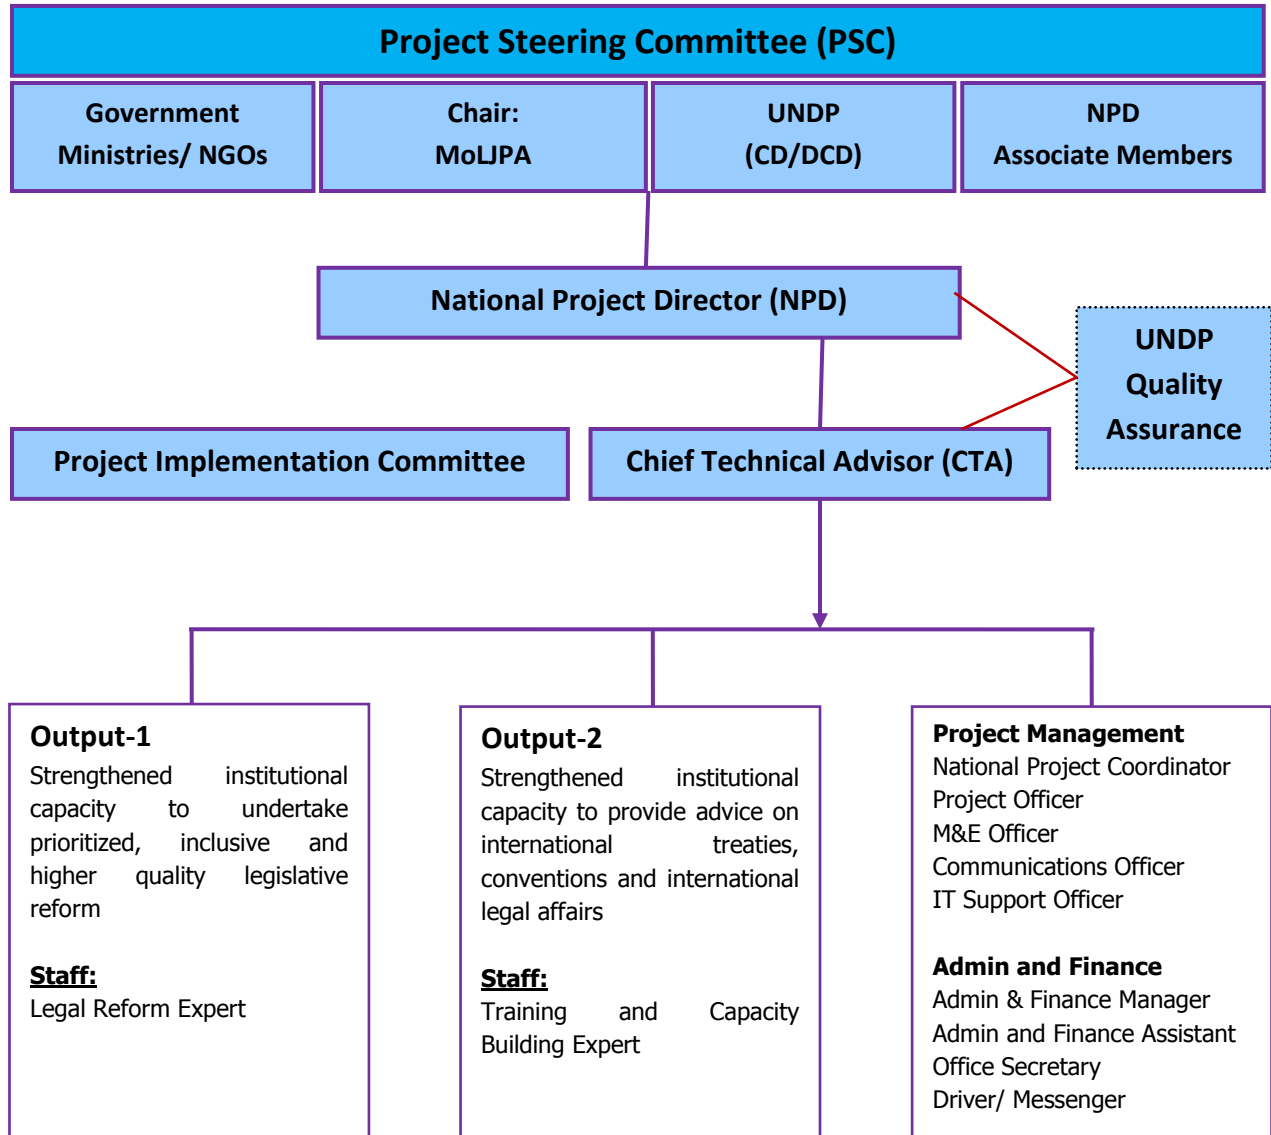 Project Steering Committee (PSC)
Government
Ministries/ NGOs
Chair:
MoLJPA
UNDP
(CD/DCD)
NPD
Associate Members
National Project Director (NPD)
UNDP
Quality
Assurance
Project Implementation Committee
Chief Technical Advisor (CTA)
Output-1
Strengthened institutional
capacity to undertake
prioritized, inclusive and
higher quality legislative
reform
Staff:
Legal Reform Expert
Output-2
Strengthened institutional
capacity to provide advice on
international treaties,
conventions and international
legal affairs
Staff:
Training and Capacity
Building Expert
Project Management
National Project Coordinator
Project Officer
M&E Officer
Communications Officer
IT Support Officer
Admin and Finance
Admin & Finance Manager
Admin and Finance Assistant
Office Secretary
Driver/ Messenger